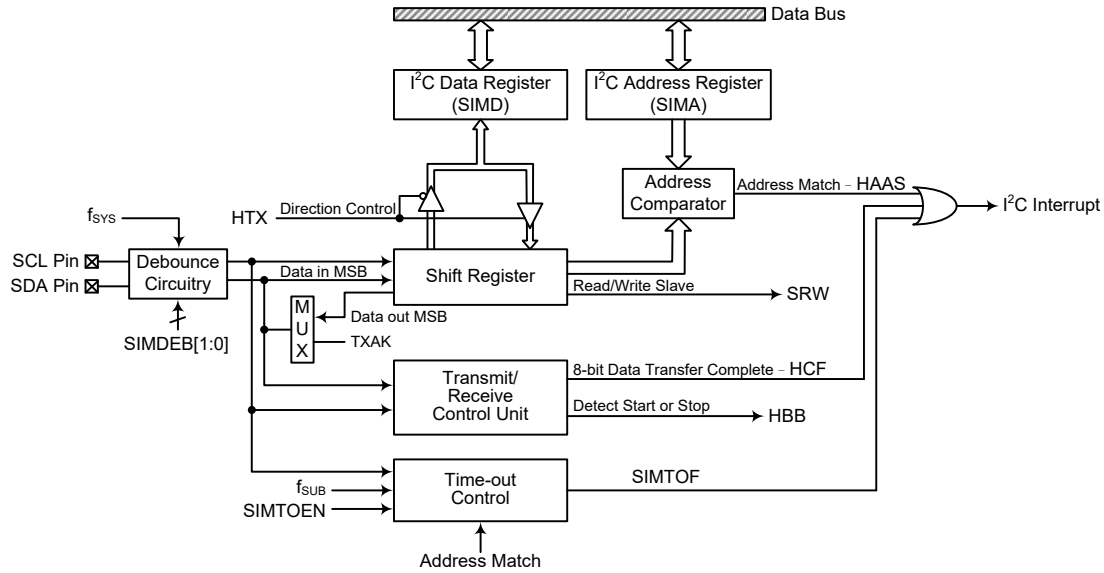 Data Bus
I²C Data Register
(SIMD)
I²C Address Register
(SIMA)
Address
Comparator
Address Match - HAAS
I²C Interrupt
HTX
Direction Control
fSYS
SCL Pin
SDA Pin
Debounce
Circuitry
SIMDEB[1:0]
Data in MSB
Shift Register
Read/Write Slave
SRW
M
U
X
Data out MSB
TXAK
Transmit/
Receive
Control Unit
8-bit Data Transfer Complete - HCF
Detect Start or Stop
HBB
Time-out
Control
fSUB
SIMTOEN
SIMTOF
Address Match